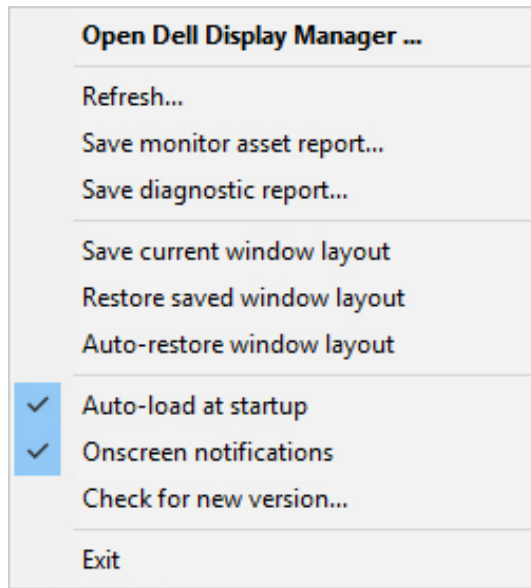 Open Dell Display Manager ...
Refresh...
Save monitor asset report...
Save diagnostic report...
Save current window layout
Restore saved window layout
Auto-restore window layout
Auto-load at startup
Onscreen notifications
Check for new version...
Exit